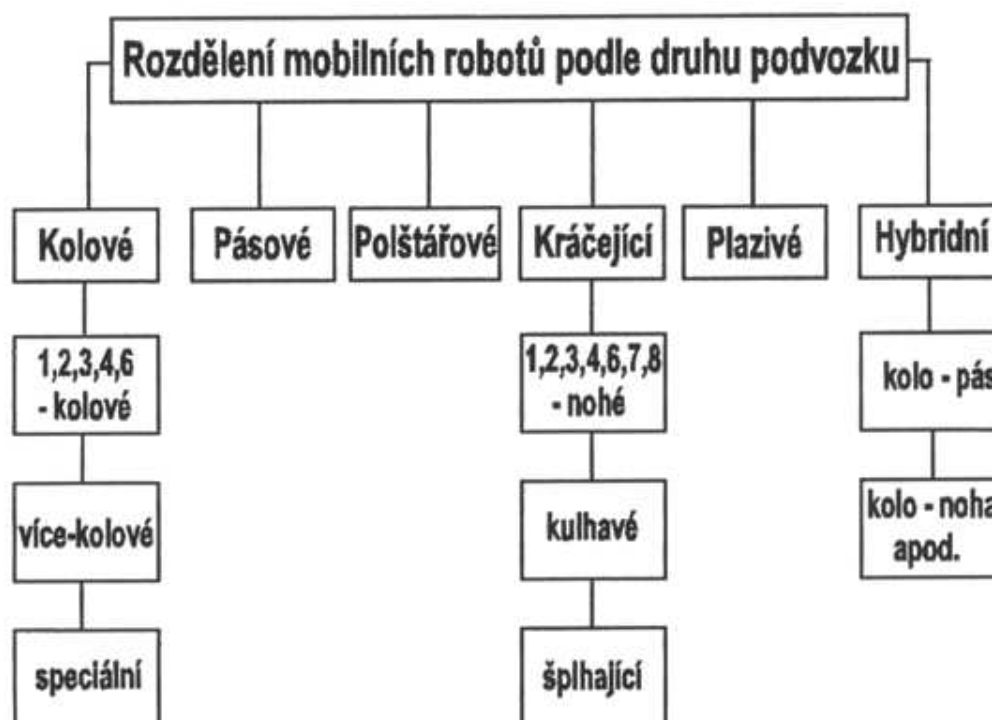 Rozdělení mobilních robotů podle druhu podvozku
Kolové
Pásové
Polštářové
Kráčející
Plazivé
Hybridní
1,2,3,4,6
- kolové
1,2,3,4,6,7,8
- nohé
kolo - pás
více-kolové
kulhavé
kolo - noha
apod.
speciální
šplhající